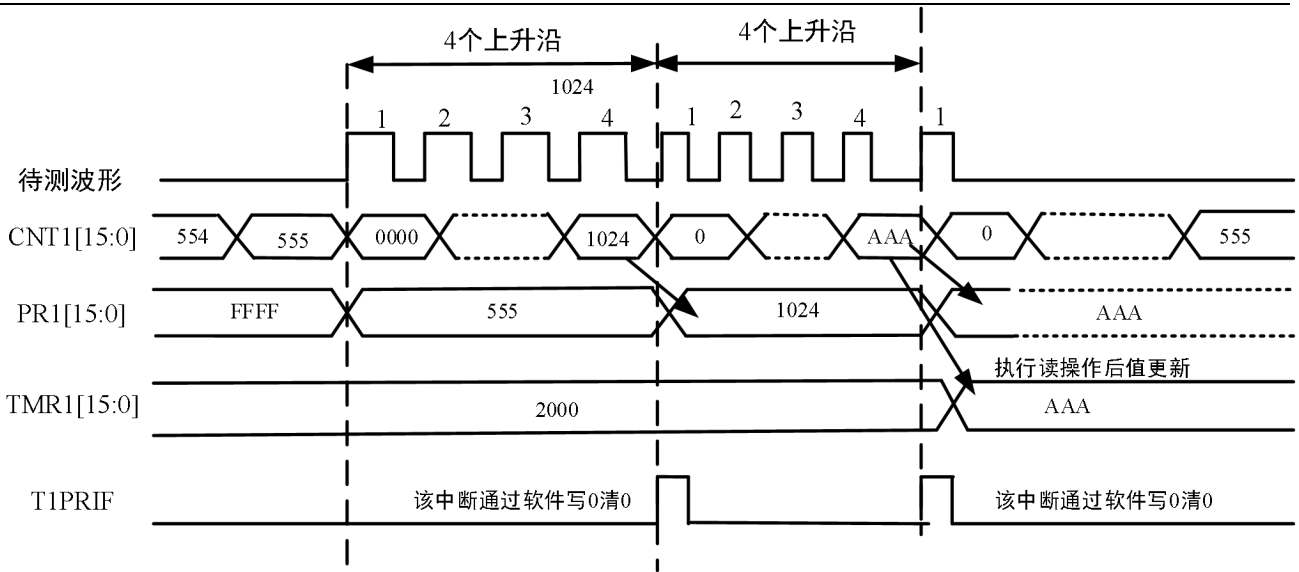 4个上升沿 4个上升沿
1024
1 2 3 4 1 2 3 4 1
待测波形
CNT1[15:0] 554 555 0000 1024 0 AAA 0 555
PR1[15:0] FFFF 555 1024 AAA
执行读操作后值更新
TMR1[15:0] 2000 AAA
T1PRIF 该中断通过软件写0清0 该中断通过软件写0清0